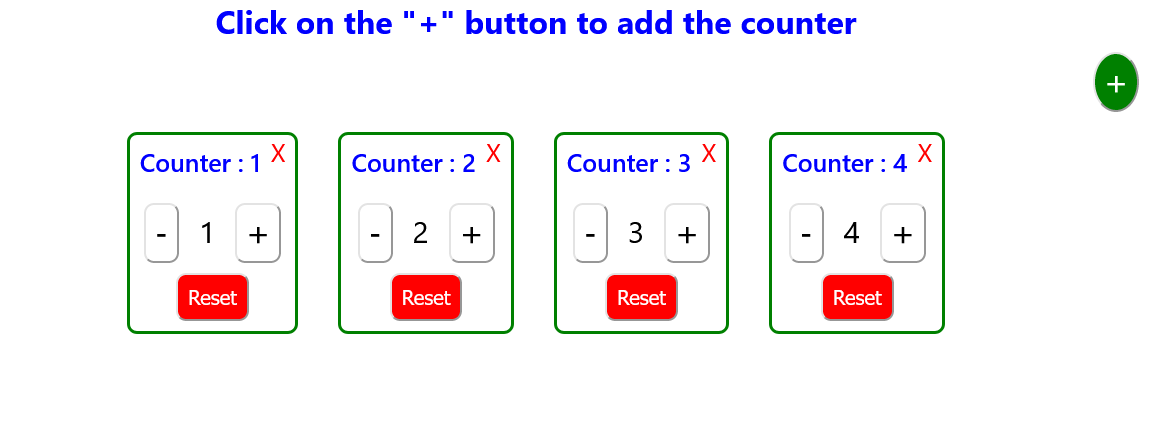 Click on the "+" button to add the counter
+
Counter : 1 X
- 1 +
Reset
Counter : 2 X
- 2 +
Reset
Counter : 3 X
- 3 +
Reset
Counter : 4 X
- 4 +
Reset